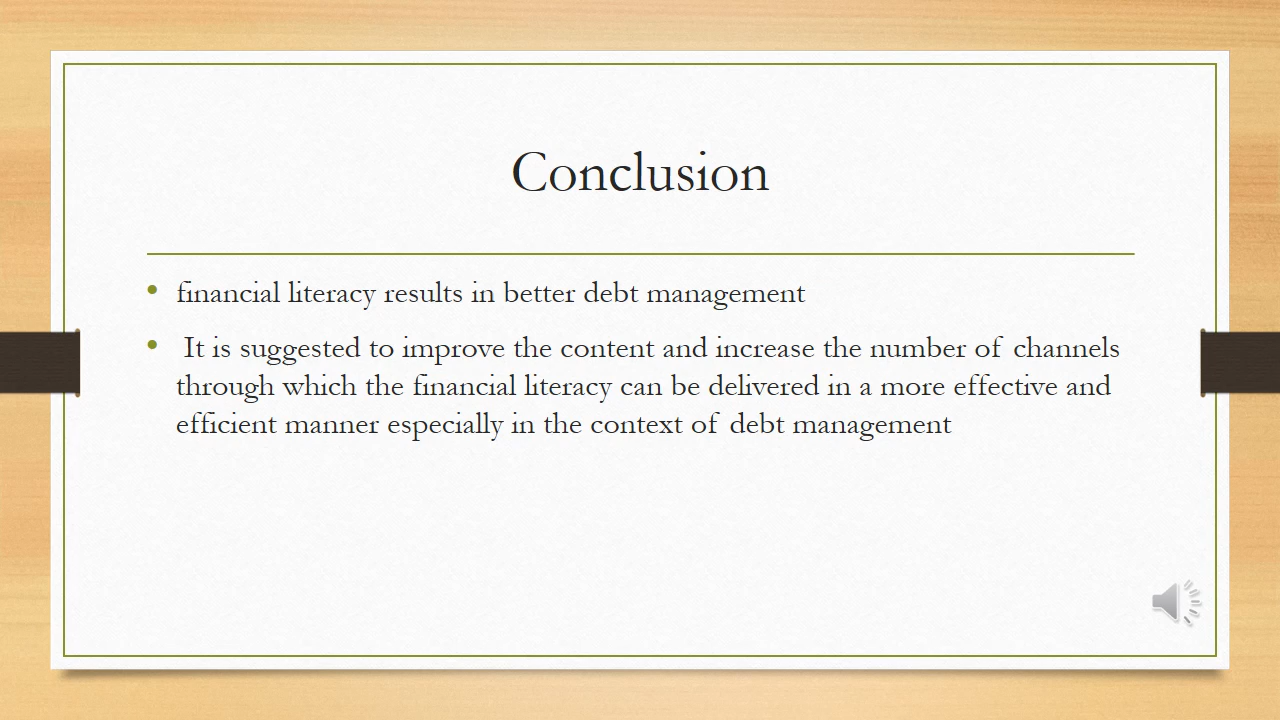 Conclusion
• financial literacy results in better debt management
• It is suggested to improve the content and increase the number of channels
through which the financial literacy can be delivered in a more effective and
efficient manner especially in the context of debt management